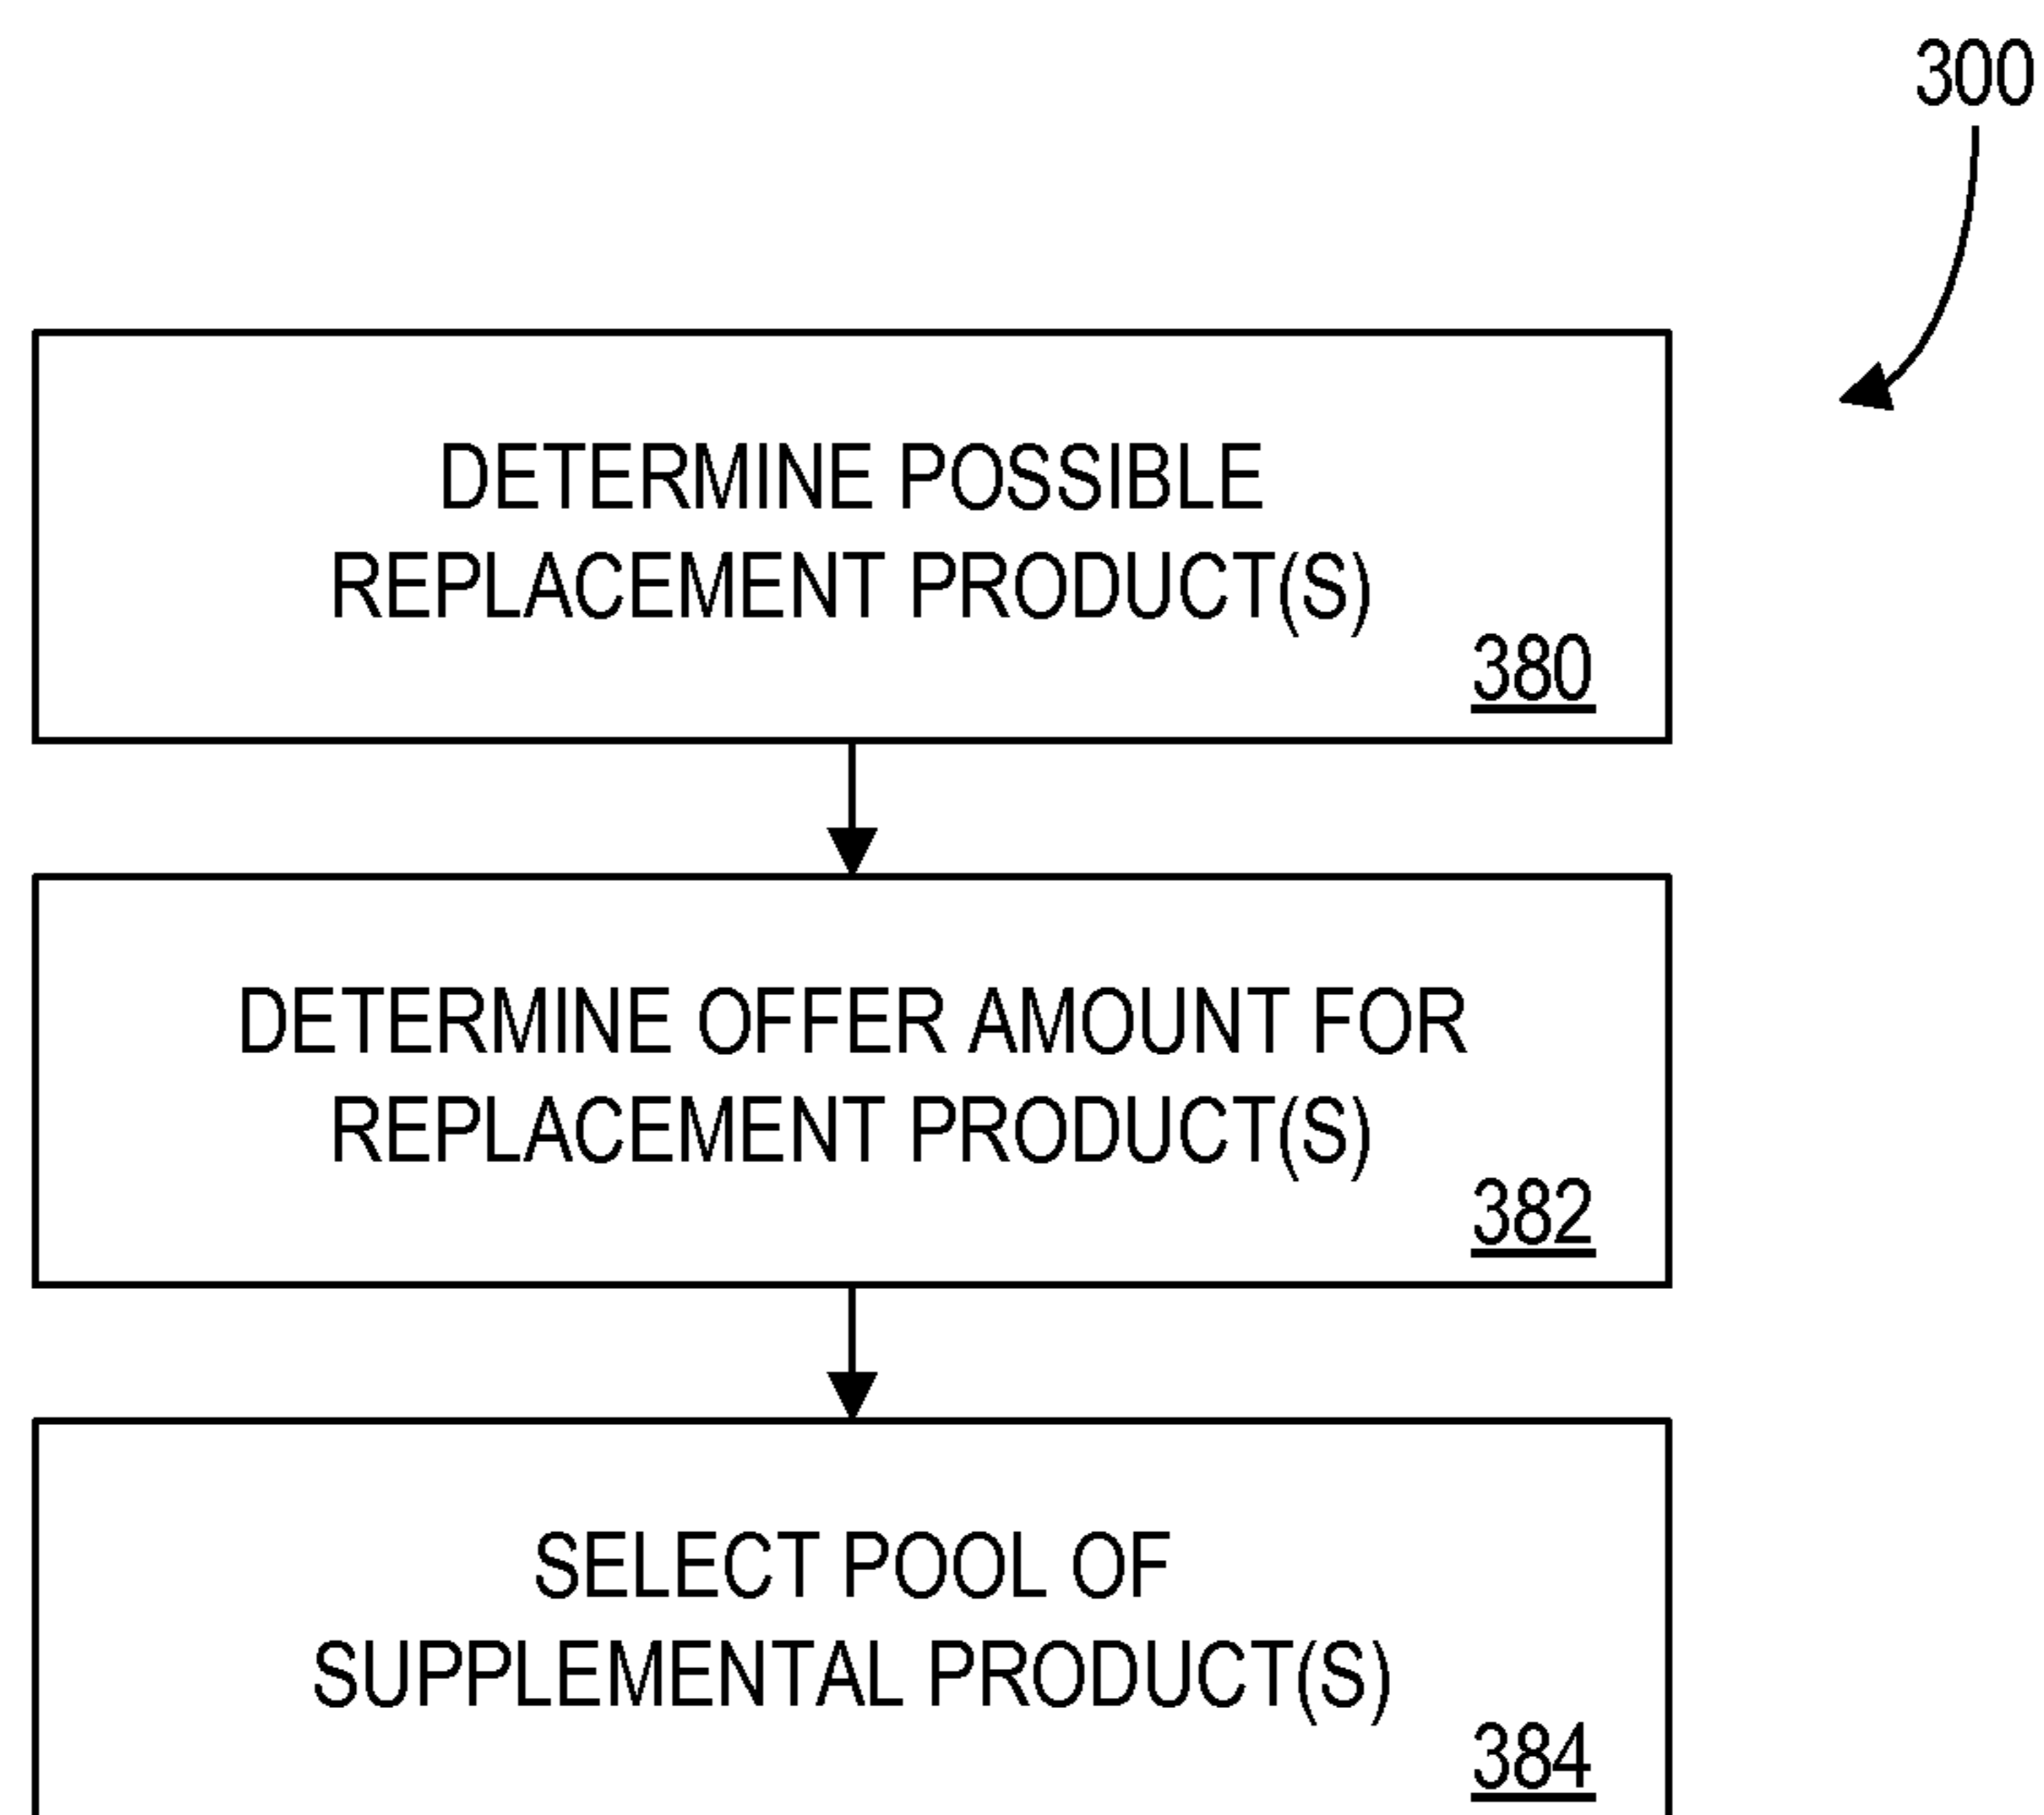 300
DETERMINE POSSIBLE
REPLACEMENT PRODUCT(S)
380
DETERMINE OFFER AMOUNT FOR
REPLACEMENT PRODUCT(S)
382
SELECT POOL OF
SUPPLEMENTAL PRODUCT(S)
384